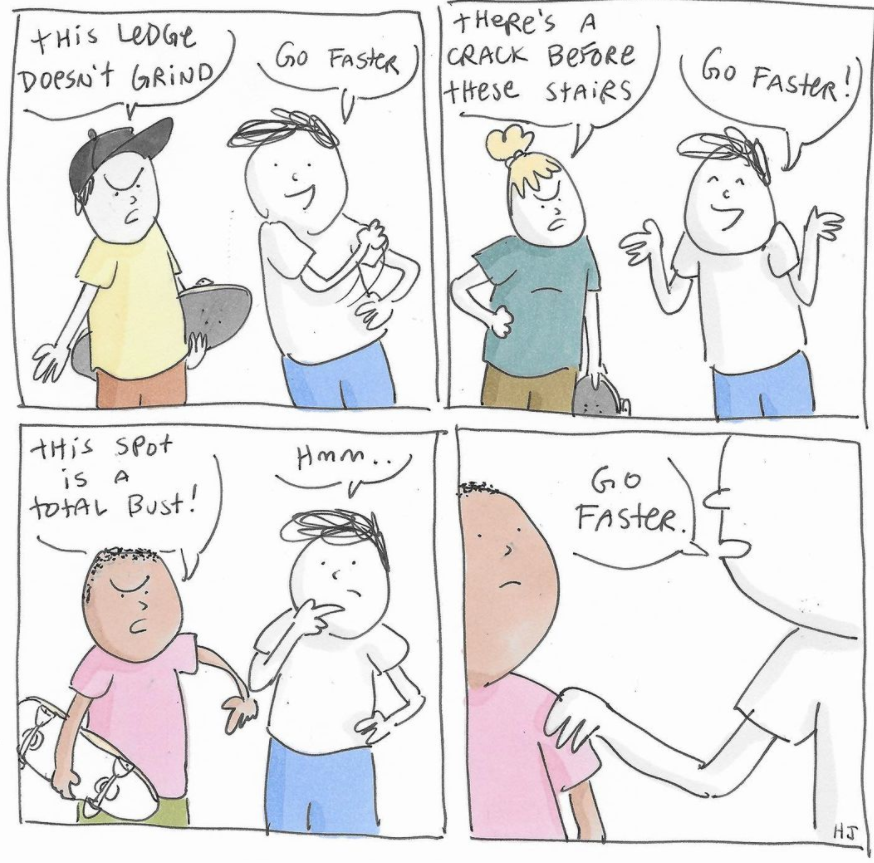 THIS LEDGE
DOESN'T GRIND
GO FASTER
THERE'S A
CRACK BEFORE
THESE STAIRS
GO FASTER!
THIS SPOT
IS A
TOTAL BUST!
Hmm..
GO
FASTER.
HJ